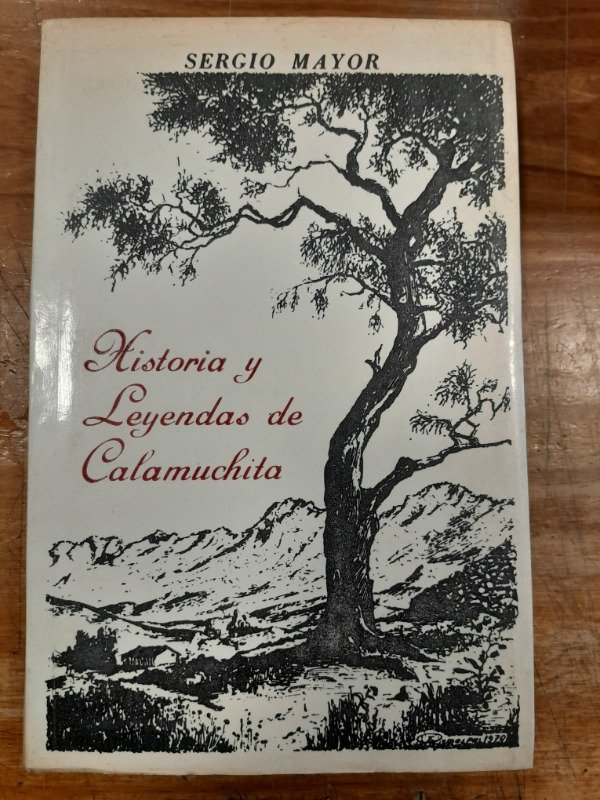 SERGIO MAYOR
Historia y
Leyendas de
Calamuchita